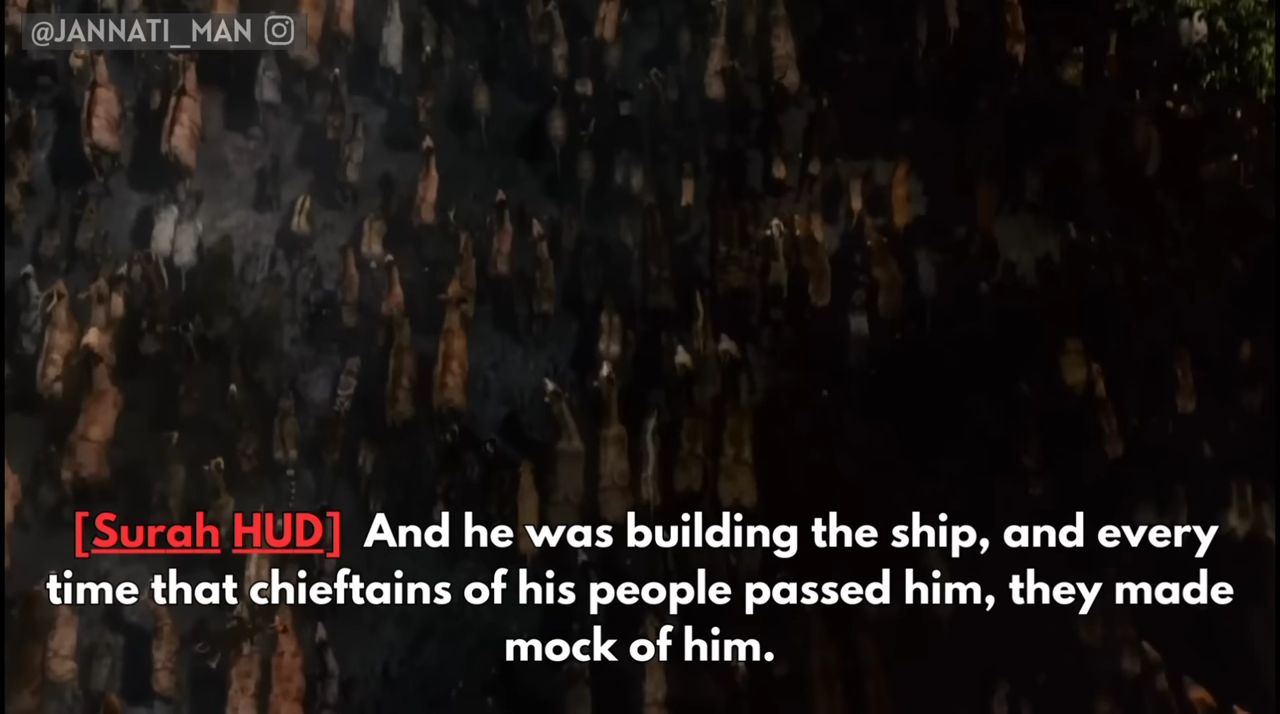 @JANNATI_MAN
[Surah HUD] And he was building the ship, and every
time that chieftains of his people passed him, they made
mock of him.